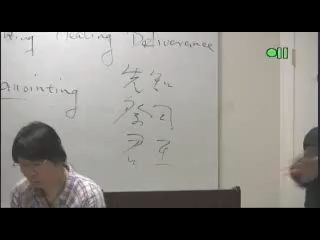 Healing Deliverance
Anointing
先知
祭司
君王